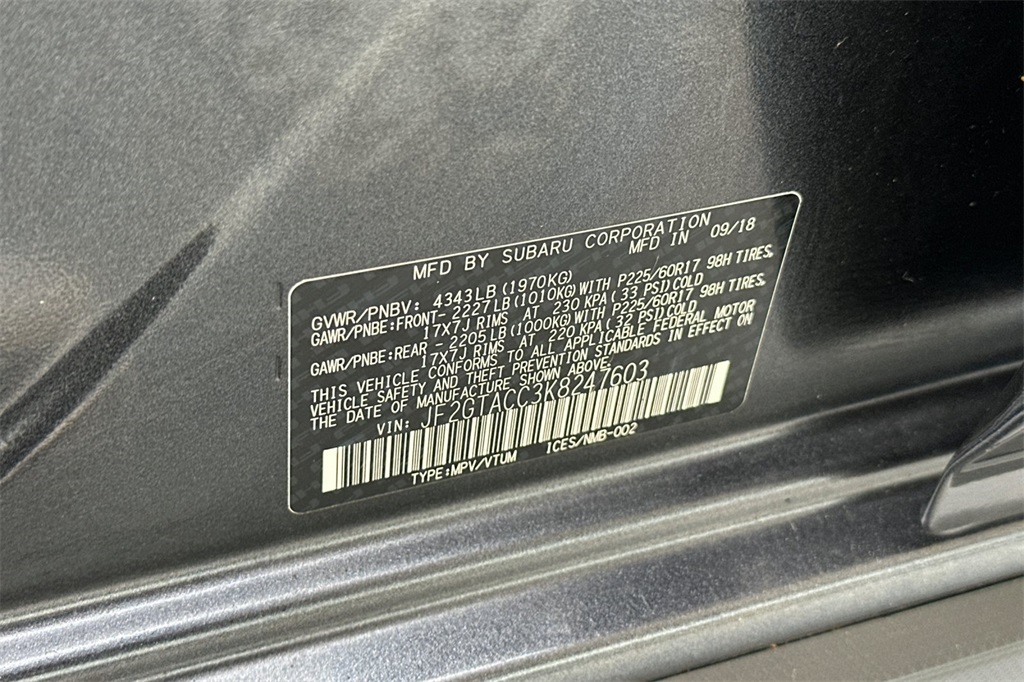 MFD BY SUBARU CORPORATION
MFD IN 09/18
GVWR/PNBV: 4343LB (1970KG)
GAWR/PNBE:FRONT- 2227LB (1010KG) WITH P225/60R17 98H TIRES,
17X7J RIMS AT 230 KPA (33 PSI) COLD
GAWR/PNBE:REAR - 2205LB (1000KG) WITH P225/60R17 98H TIRES,
17X7J RIMS AT 220 KPA (32 PSI) COLD
THIS VEHICLE CONFORMS TO ALL APPLICABLE FEDERAL MOTOR
VEHICLE SAFETY AND THEFT PREVENTION STANDARDS IN EFFECT ON
THE DATE OF MANUFACTURE SHOWN ABOVE.
VIN: JF2GTACC3K8247603
TYPE:MPV/VTUM ICES/NMB-002